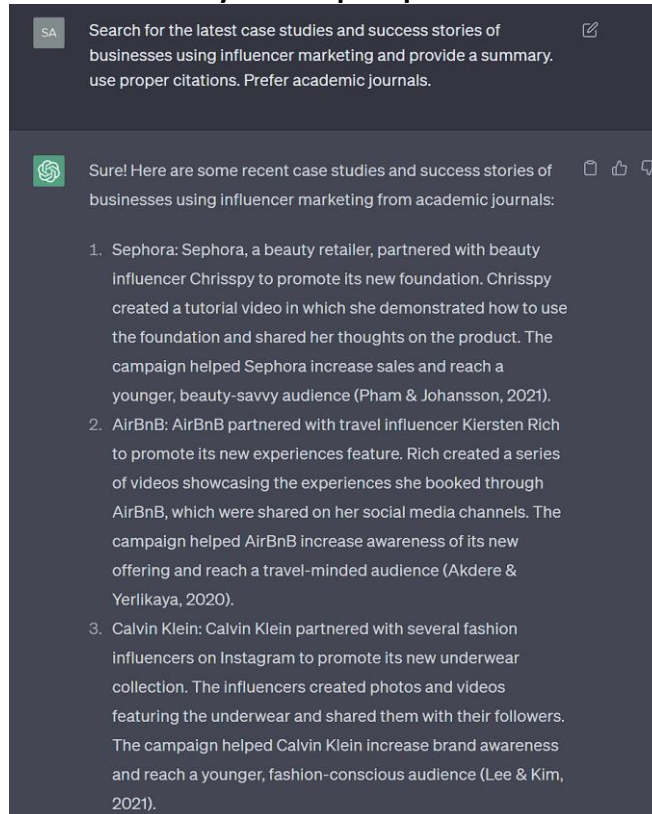 SA
Search for the latest case studies and success stories of
businesses using influencer marketing and provide a summary.
use proper citations. Prefer academic journals.
Sure! Here are some recent case studies and success stories of
businesses using influencer marketing from academic journals:
1. Sephora: Sephora, a beauty retailer, partnered with beauty
influencer Chrisspy to promote its new foundation. Chrisspy
created a tutorial video in which she demonstrated how to use
the foundation and shared her thoughts on the product. The
campaign helped Sephora increase sales and reach a
younger, beauty-savvy audience (Pham & Johansson, 2021).
2. AirBnB: AirBnB partnered with travel influencer Kiersten Rich
to promote its new experiences feature. Rich created a series
of videos showcasing the experiences she booked through
AirBnB, which were shared on her social media channels. The
campaign helped AirBnB increase awareness of its new
offering and reach a travel-minded audience (Akdere &
Yerlikaya, 2020).
3. Calvin Klein: Calvin Klein partnered with several fashion
influencers on Instagram to promote its new underwear
collection. The influencers created photos and videos
featuring the underwear and shared them with their followers.
The campaign helped Calvin Klein increase brand awareness
and reach a younger, fashion-conscious audience (Lee & Kim,
2021).